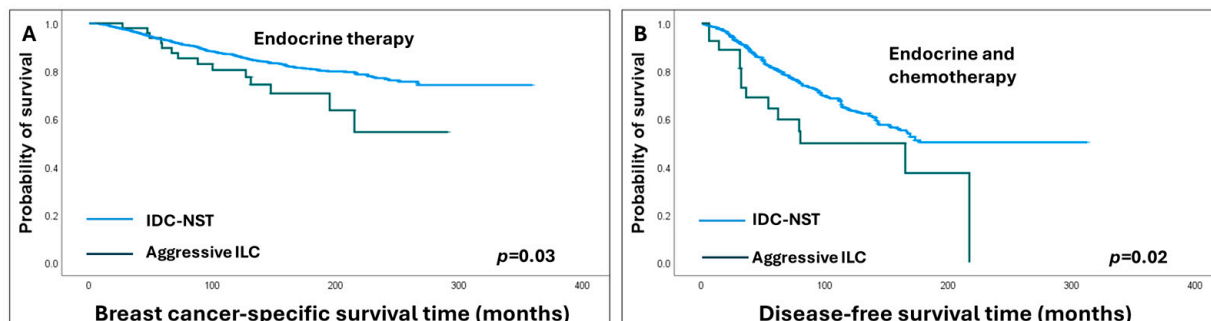 A
Endocrine therapy
Probability of survival
1.0
0.8
0.6
0.4
0.2
0.0
IDC-NST
Aggressive ILC
p=0.03
0
100
200
300
400
Breast cancer-specific survival time (months)
B
Endocrine and
chemotherapy
Probability of survival
1.0
0.8
0.6
0.4
0.2
0.0
IDC-NST
Aggressive ILC
p=0.02
0
100
200
300
400
Disease-free survival time (months)